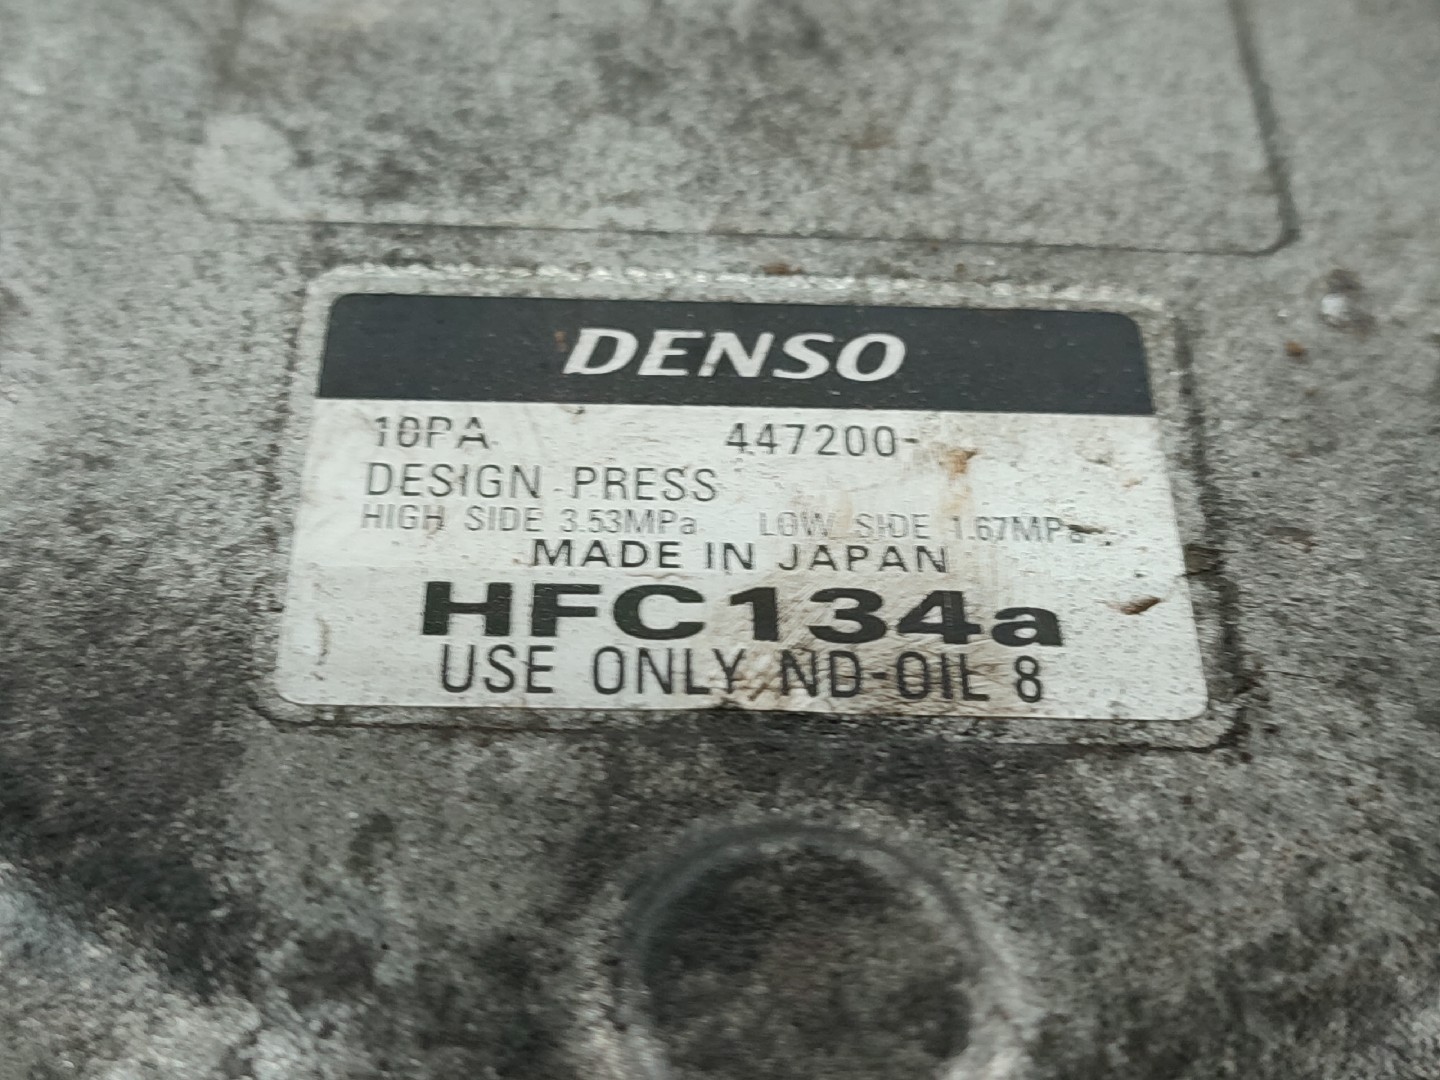 DENSO
10PA 447200-
DESIGN PRESS
HIGH SIDE 3.53MPa LOW SIDE 1.67MPa
MADE IN JAPAN
HFC134a
USE ONLY ND-OIL 8